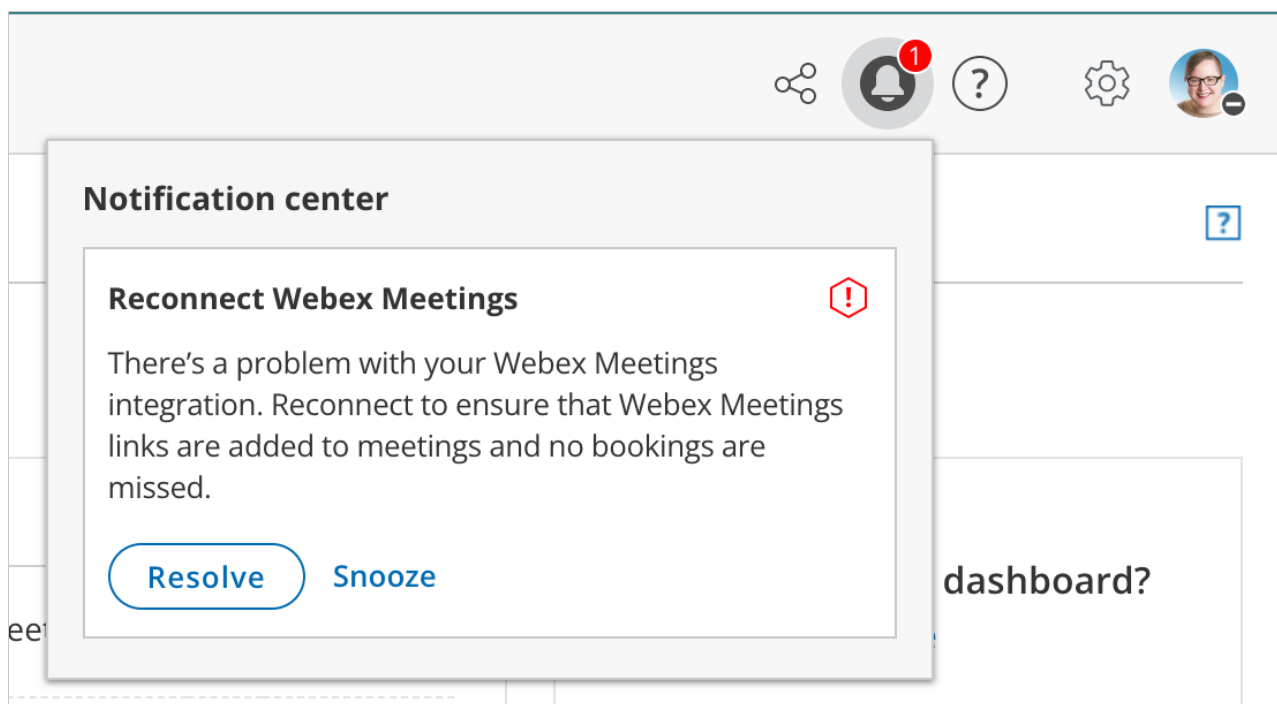 1
?
Notification center
?
Reconnect Webex Meetings
!
There’s a problem with your Webex Meetings
integration. Reconnect to ensure that Webex Meetings
links are added to meetings and no bookings are
missed.
Resolve Snooze
dashboard?